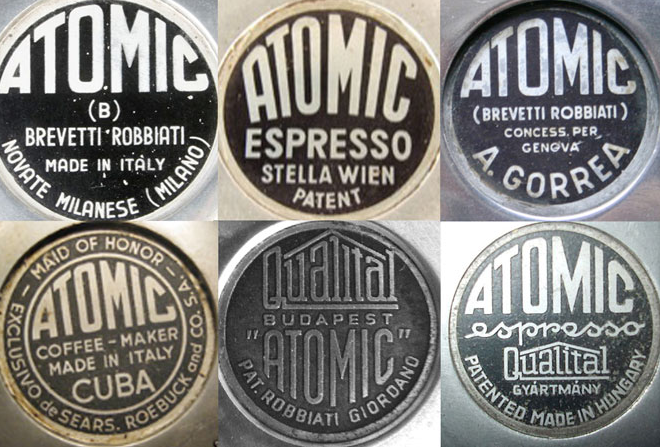 ATOMIC
(B)
BREVETTI ROBBIATI
MADE IN ITALY
NOVATE MILANESE (MILANO)
ATOMIC
ESPRESSO
STELLA WIEN
PATENT
ATOMIC
(BREVETTI ROBBIATI)
CONCESS. PER
GENOVA
A. GORREA
— MAID OF HONOR —
ATOMIC
COFFEE-MAKER
MADE IN ITALY
CUBA
EXCLUSIVO de SEARS. ROEBUCK and CO. S.A.
Qualital
BUDAPEST
"ATOMIC"
PAT. ROBBIATI GIORDANO
ATOMIC
espresso
Qualital
GYÁRTMÁNY
PATENTED MADE IN HUNGARY